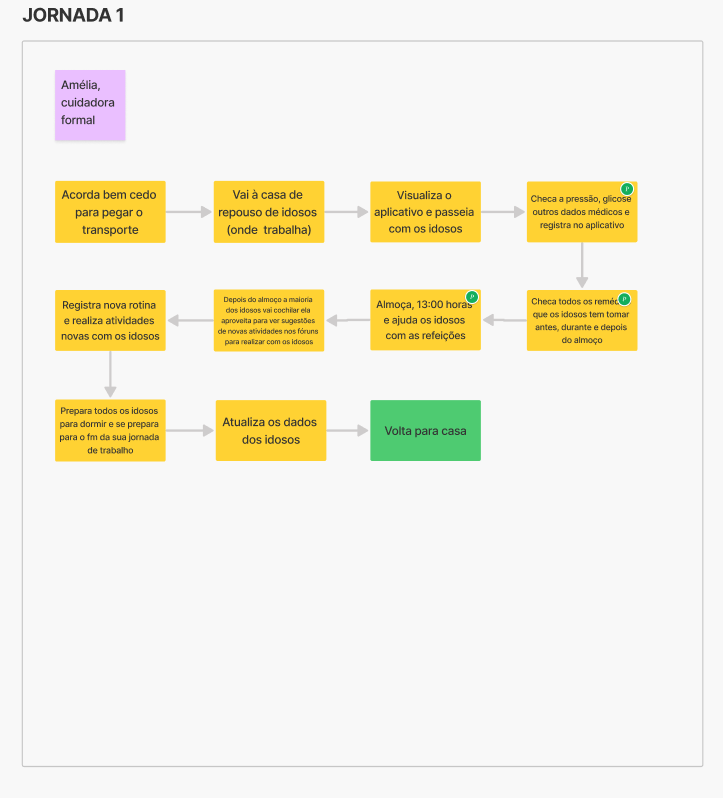 JORNADA 1
Amélia,
cuidadora
formal
Acorda bem cedo
para pegar o
transporte
Vai à casa de
repouso de idosos
(onde trabalha)
Visualiza o
aplicativo e passeia
com os idosos
P
Checa a pressão, glicose
outros dados médicos e
registra no aplicativo
P
Checa todos os
que os idosos tem tomar
antes, durante e depois
do almoço
P
Almoça, 13:00 horas
e ajuda os idosos
com as refeições
Depois do almoço a maioria
dos idosos vai cochilar ela
aproveita para ver sugestões
de novas atividades nos fóruns
para realizar com os idosos
Registra nova rotina
e realiza atividades
novas com os idosos
Prepara todos os idosos
para dormir e se prepara
para o fm da sua jornada
de trabalho
Atualiza os dados
dos idosos
Volta para casa